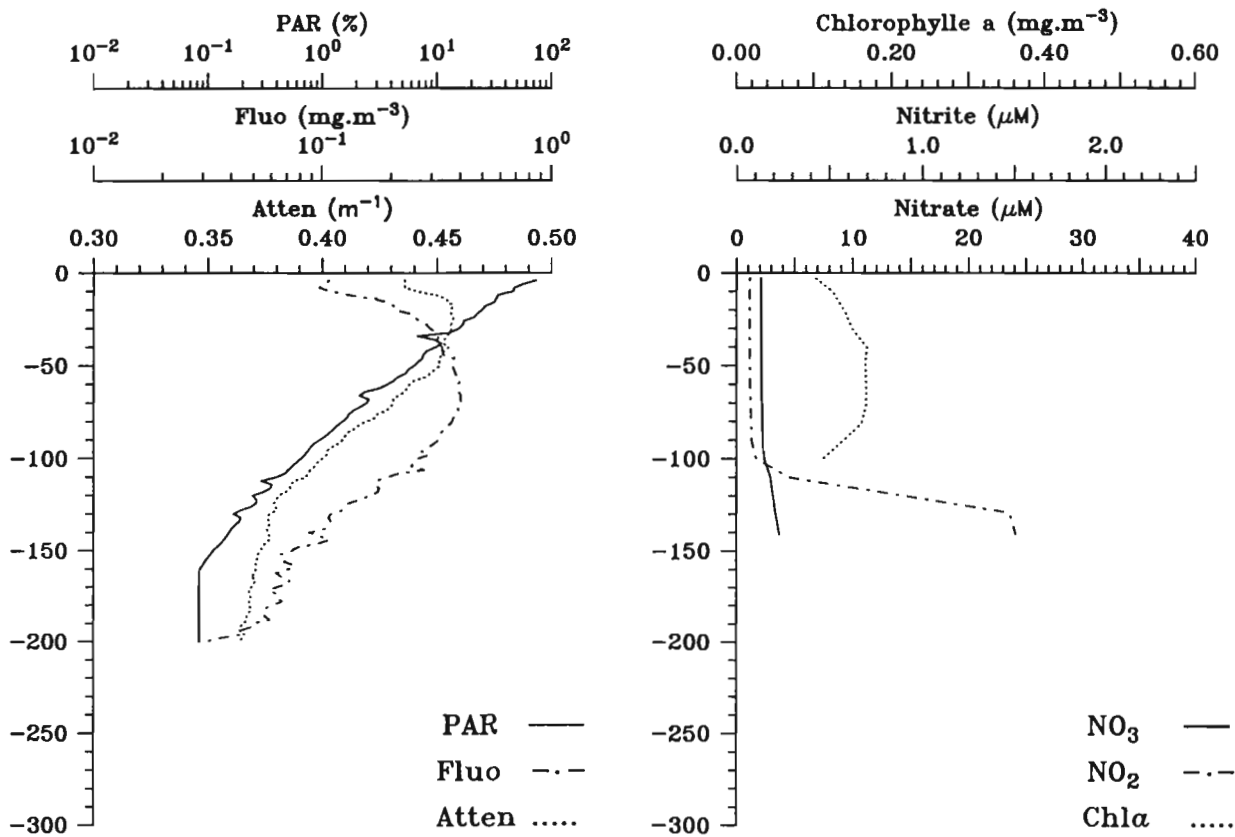 PAR (%)
10⁻² 10⁻¹ 10⁰ 10¹ 10²
Fluo (mg.m⁻³)
10⁻² 10⁻¹ 10⁰
Atten (m⁻¹)
0.30 0.35 0.40 0.45 0.50
0
-50
-100
-150
-200
-250
-300
PAR
Fluo
Atten
Chlorophylle a (mg.m⁻³)
0.00 0.20 0.40 0.60
Nitrite (μM)
0.0 1.0 2.0
Nitrate (μM)
0 10 20 30 40
0
-50
-100
-150
-200
-250
-300
NO₃
NO₂
Chla